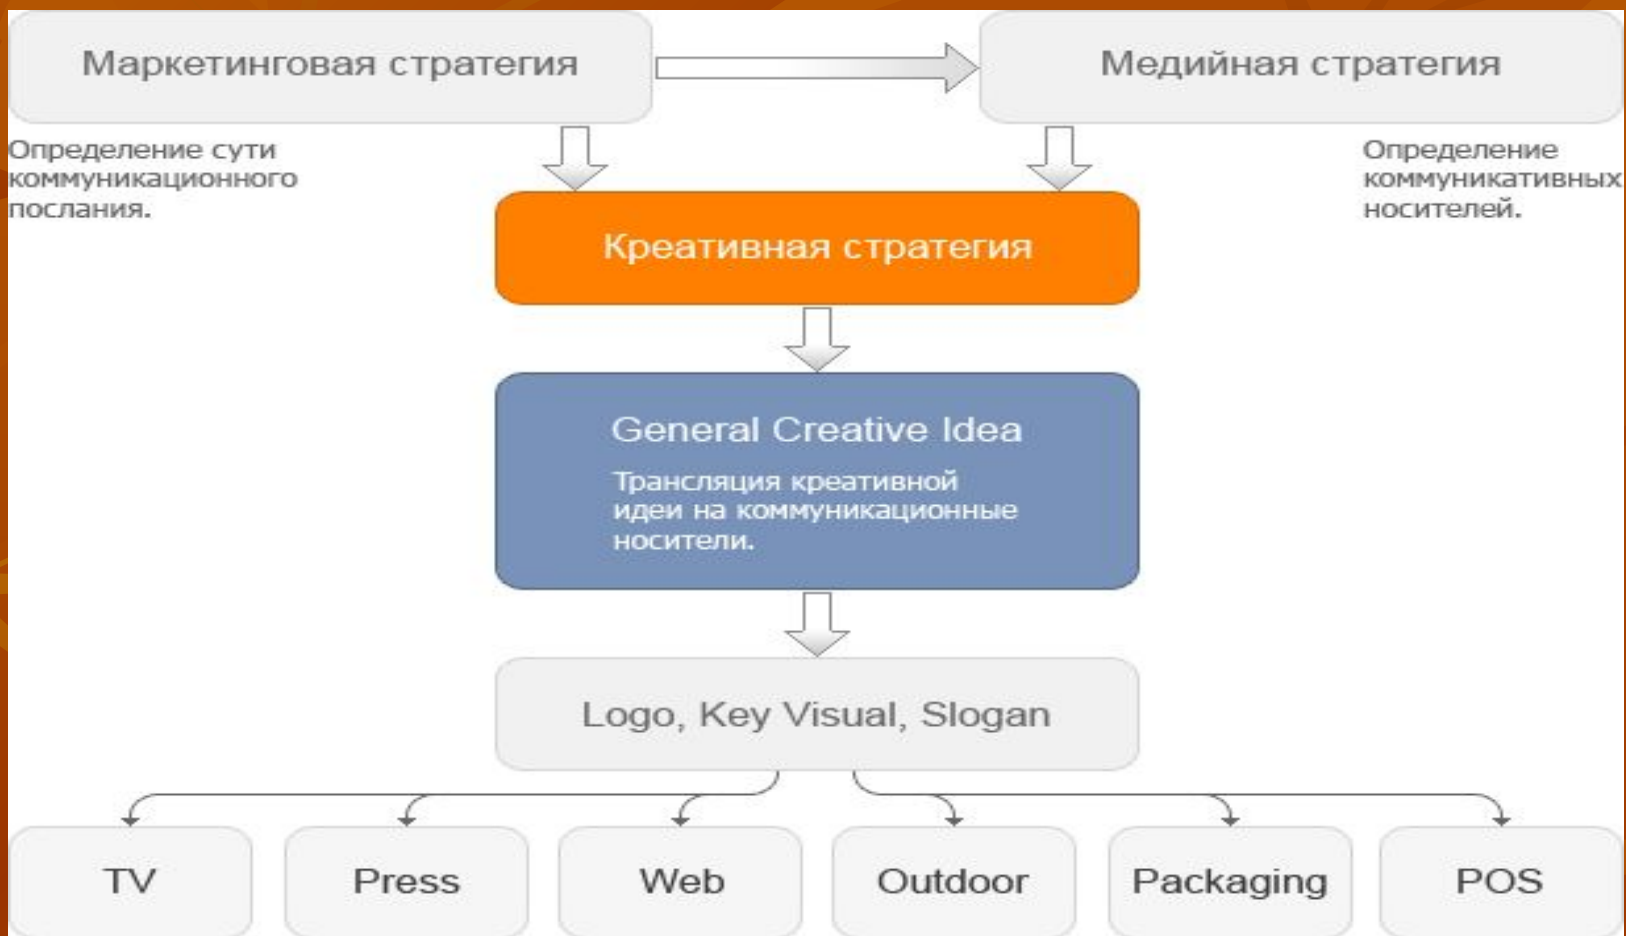 Маркетинговая стратегия
Медийная стратегия
Определение сути
коммуникационного
послания.
Определение
коммуникативных
носителей.
Креативная стратегия
General Creative Idea
Трансляция креативной
идеи на коммуникационные
носители.
Logo, Key Visual, Slogan
TV
Press
Web
Outdoor
Packaging
POS